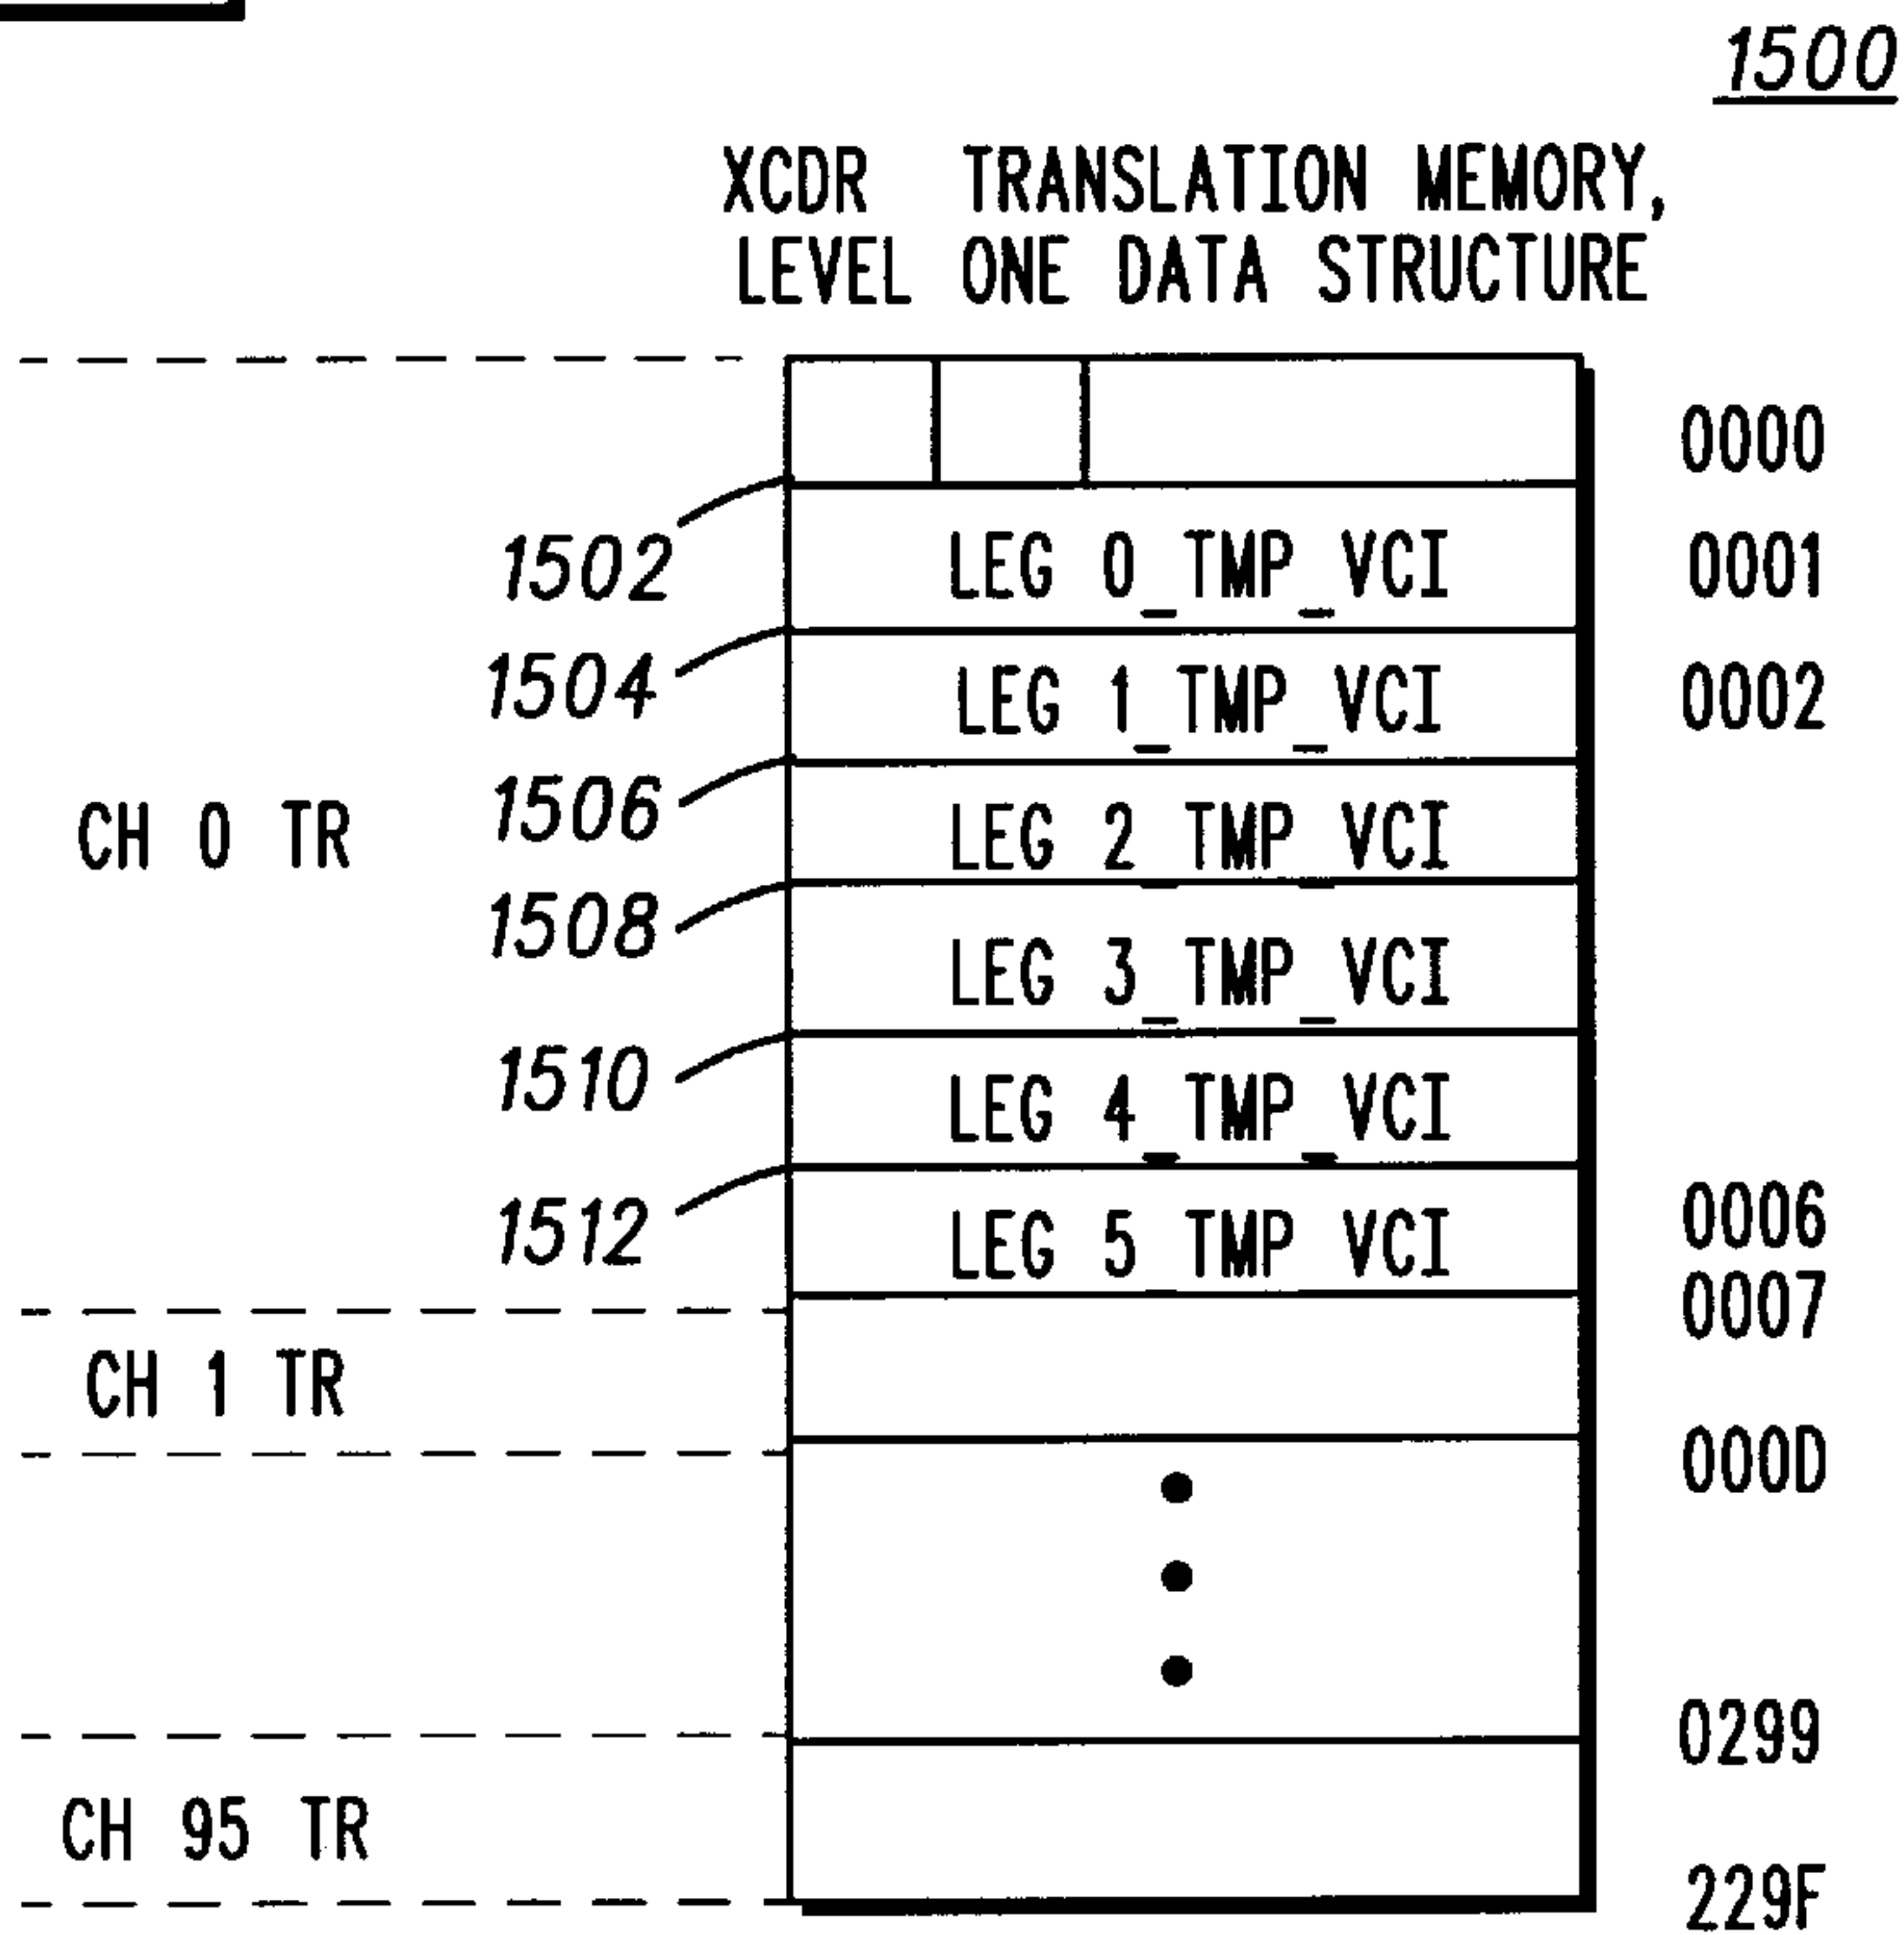 1500
XCDR TRANSLATION MEMORY,
LEVEL ONE DATA STRUCTURE
0000
1502 LEG 0_TMP_VCI 0001
1504 LEG 1_TMP_VCI 0002
CH 0 TR 1506 LEG 2_TMP_VCI
1508 LEG 3_TMP_VCI
1510 LEG 4_TMP_VCI
1512 LEG 5_TMP_VCI 0006
0007
CH 1 TR
000D
0299
CH 95 TR
229F